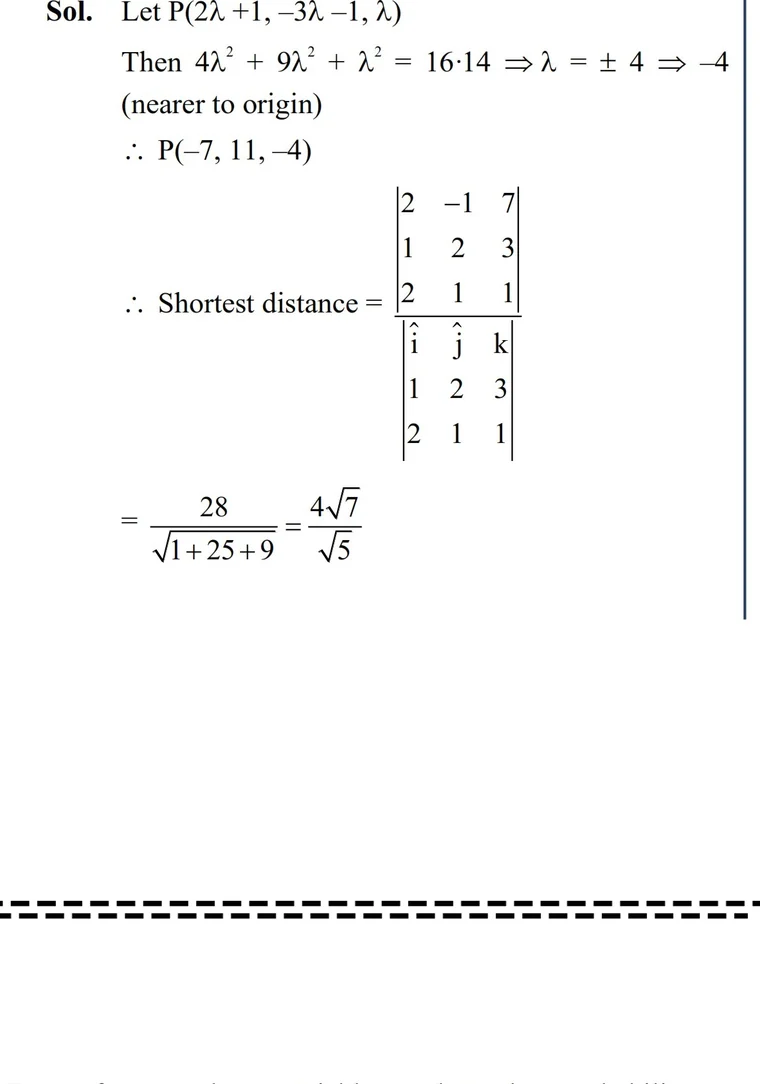 Sol. Let P(2λ +1, –3λ –1, λ)
Then 4λ² + 9λ² + λ² = 16·14 ⇒ λ = ± 4 ⇒ –4
(nearer to origin)
∴ P(–7, 11, –4)
2 −1 7
1 2 3
∴ Shortest distance = 2 1 1
î ĵ k
1 2 3
2 1 1
= 28 / √1+25+9 = 4√7 / √5